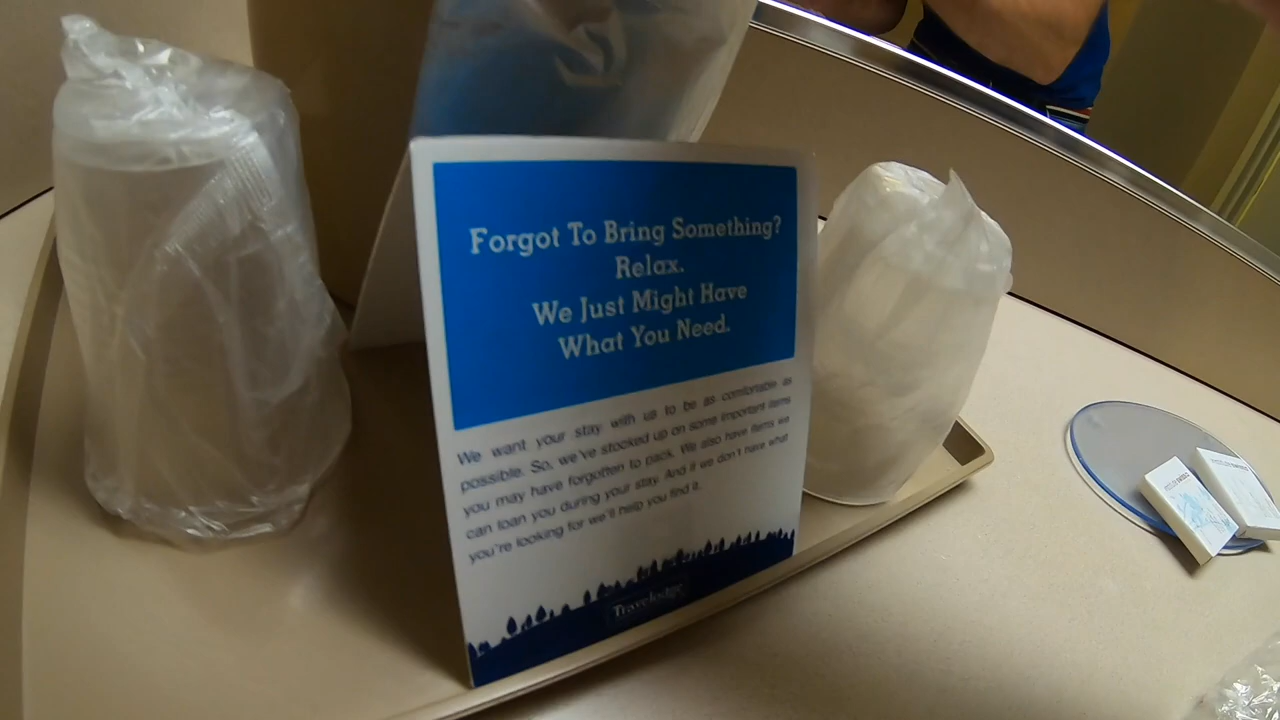 Forgot To Bring Something?
Relax.
We Just Might Have
What You Need.
We want your stay with us to be as comfortable as
possible. So, we've stocked up on some important items
you may have forgotten to pack. We also have items we
can loan you during your stay. And if we don't have what
you're looking for we'll help you find it.
Travelodge